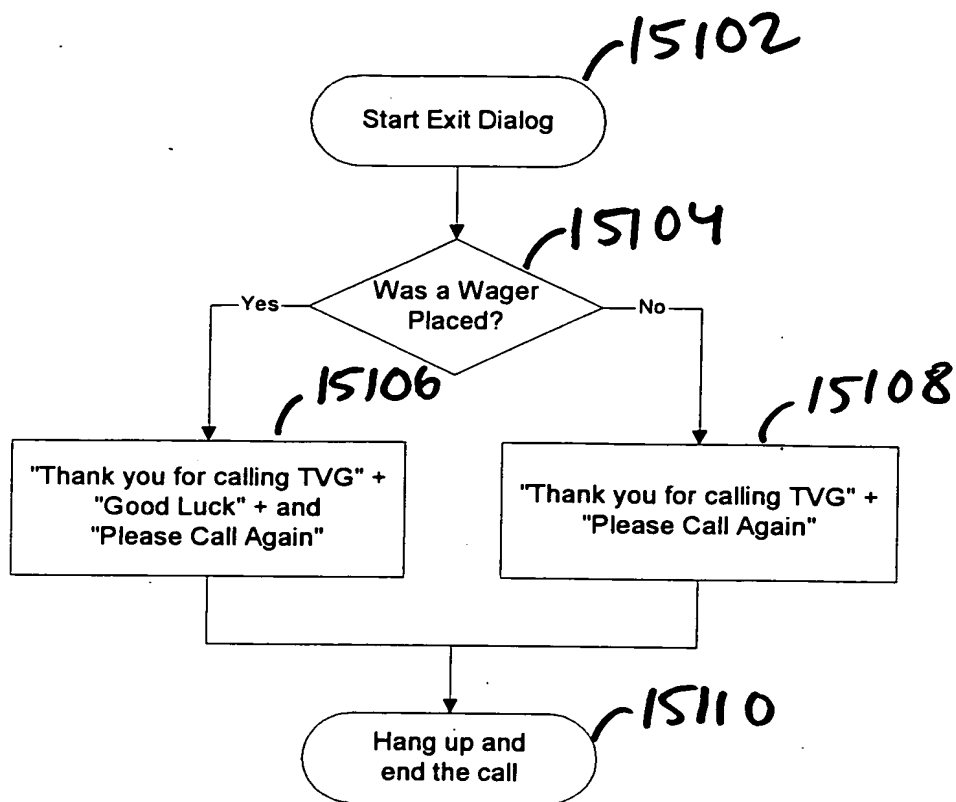 15102
Start Exit Dialog
15104
Was a Wager
Placed?
Yes
No
15106
15108
"Thank you for calling TVG" +
"Good Luck" + and
"Please Call Again"
"Thank you for calling TVG" +
"Please Call Again"
15110
Hang up and
end the call